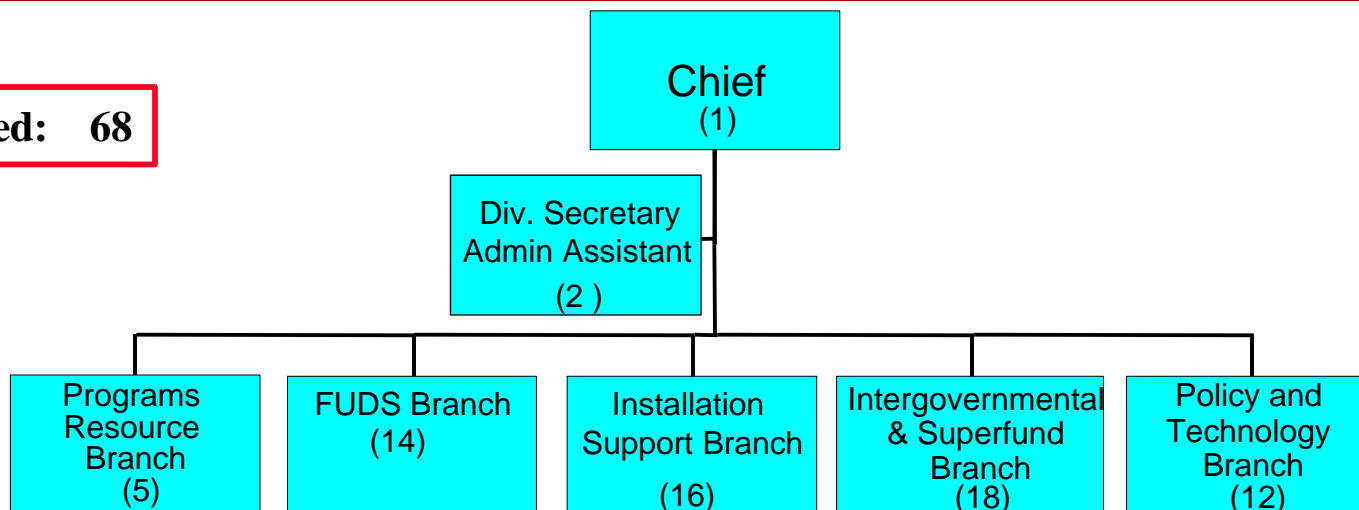 Chief
(1)
ed: 68
Div. Secretary
Admin Assistant
(2 )
Programs
Resource
Branch
(5)
FUDS Branch
(14)
Installation
Support Branch
(16)
Intergovernmental
& Superfund
Branch
(18)
Policy and
Technology
Branch
(12)